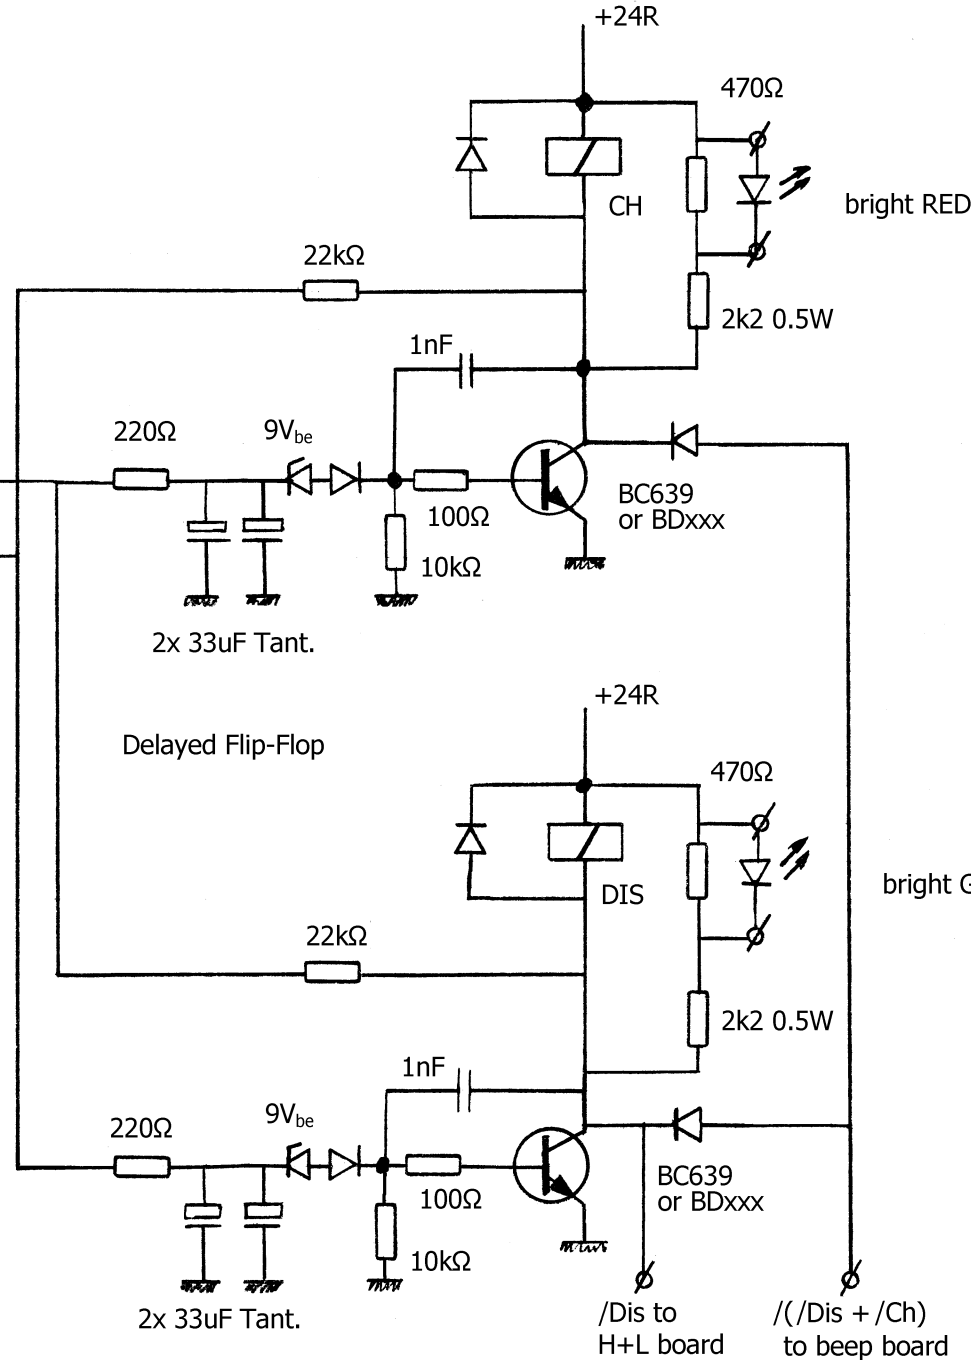 +24R
470Ω
CH
bright RED
22kΩ
2k2 0.5W
1nF
220Ω
9Vbe
BC639
or BDxxx
100Ω
10kΩ
2x 33uF Tant.
+24R
Delayed Flip-Flop
470Ω
DIS
bright G
22kΩ
2k2 0.5W
1nF
220Ω
9Vbe
BC639
or BDxxx
100Ω
10kΩ
2x 33uF Tant.
/Dis to
H+L board
/(/Dis + /Ch)
to beep board